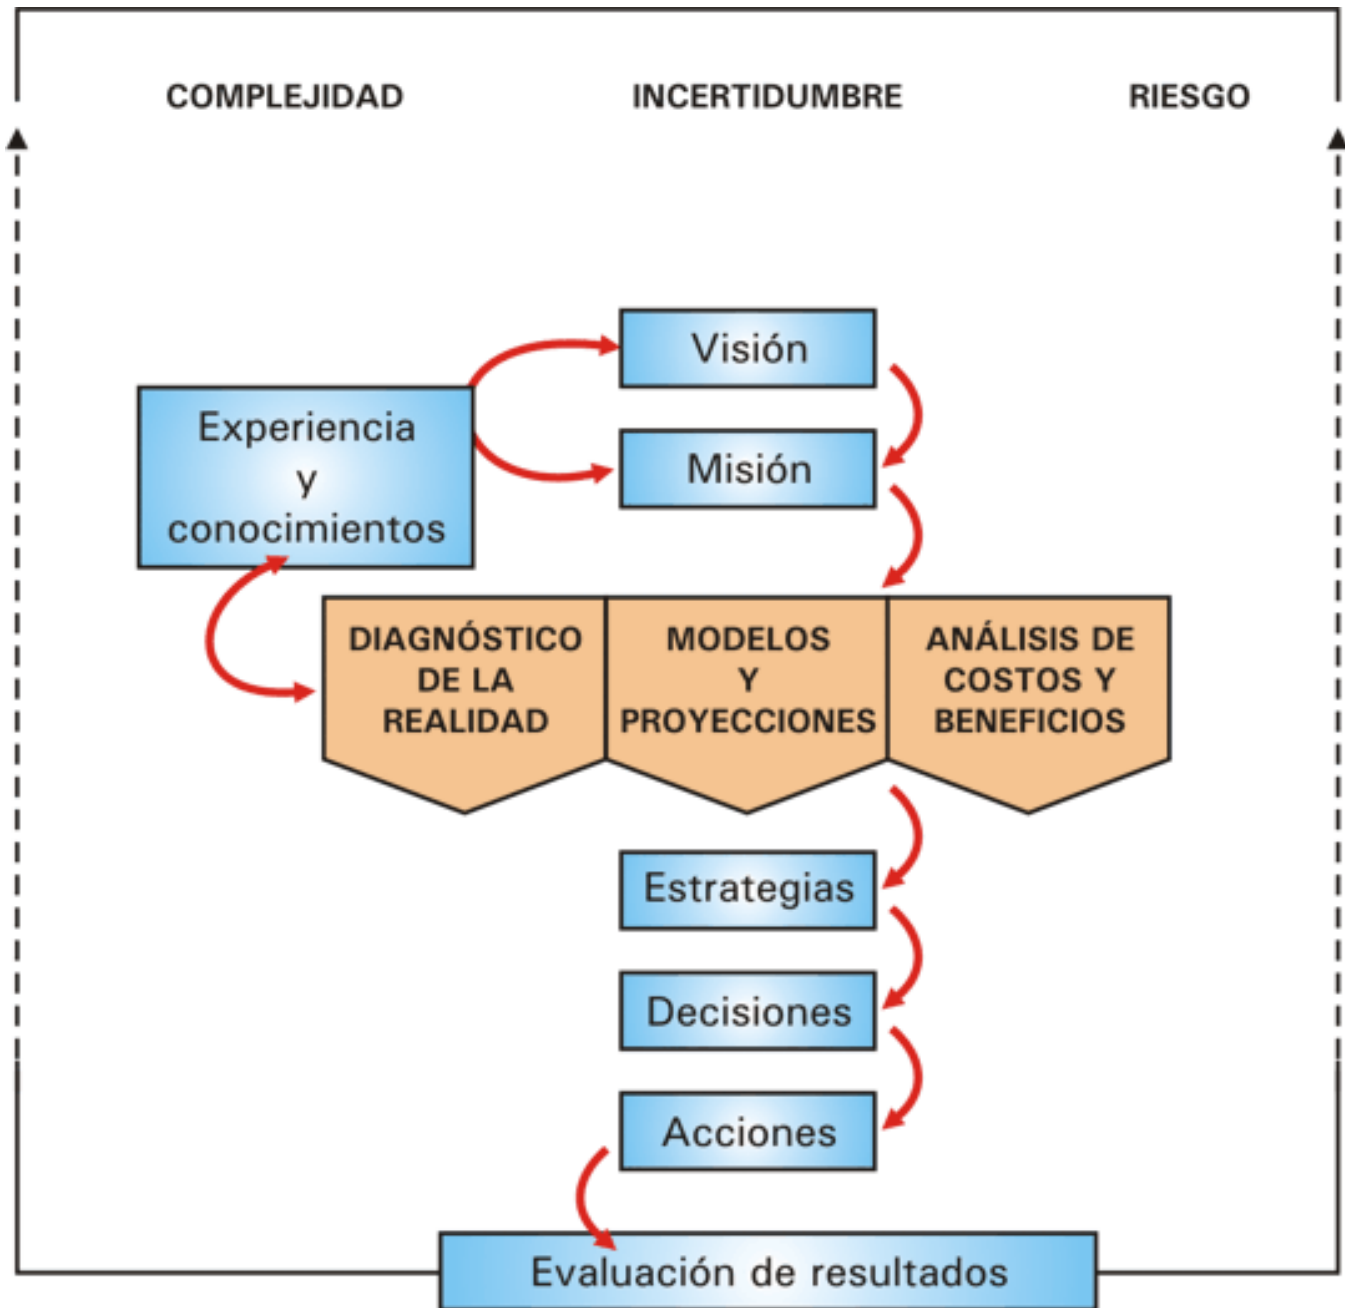 COMPLEJIDAD INCERTIDUMBRE RIESGO
Visión
Experiencia
y
conocimientos
Misión
DIAGNÓSTICO
DE LA
REALIDAD
MODELOS
Y
PROYECCIONES
ANÁLISIS DE
COSTOS Y
BENEFICIOS
Estrategias
Decisiones
Acciones
Evaluación de resultados